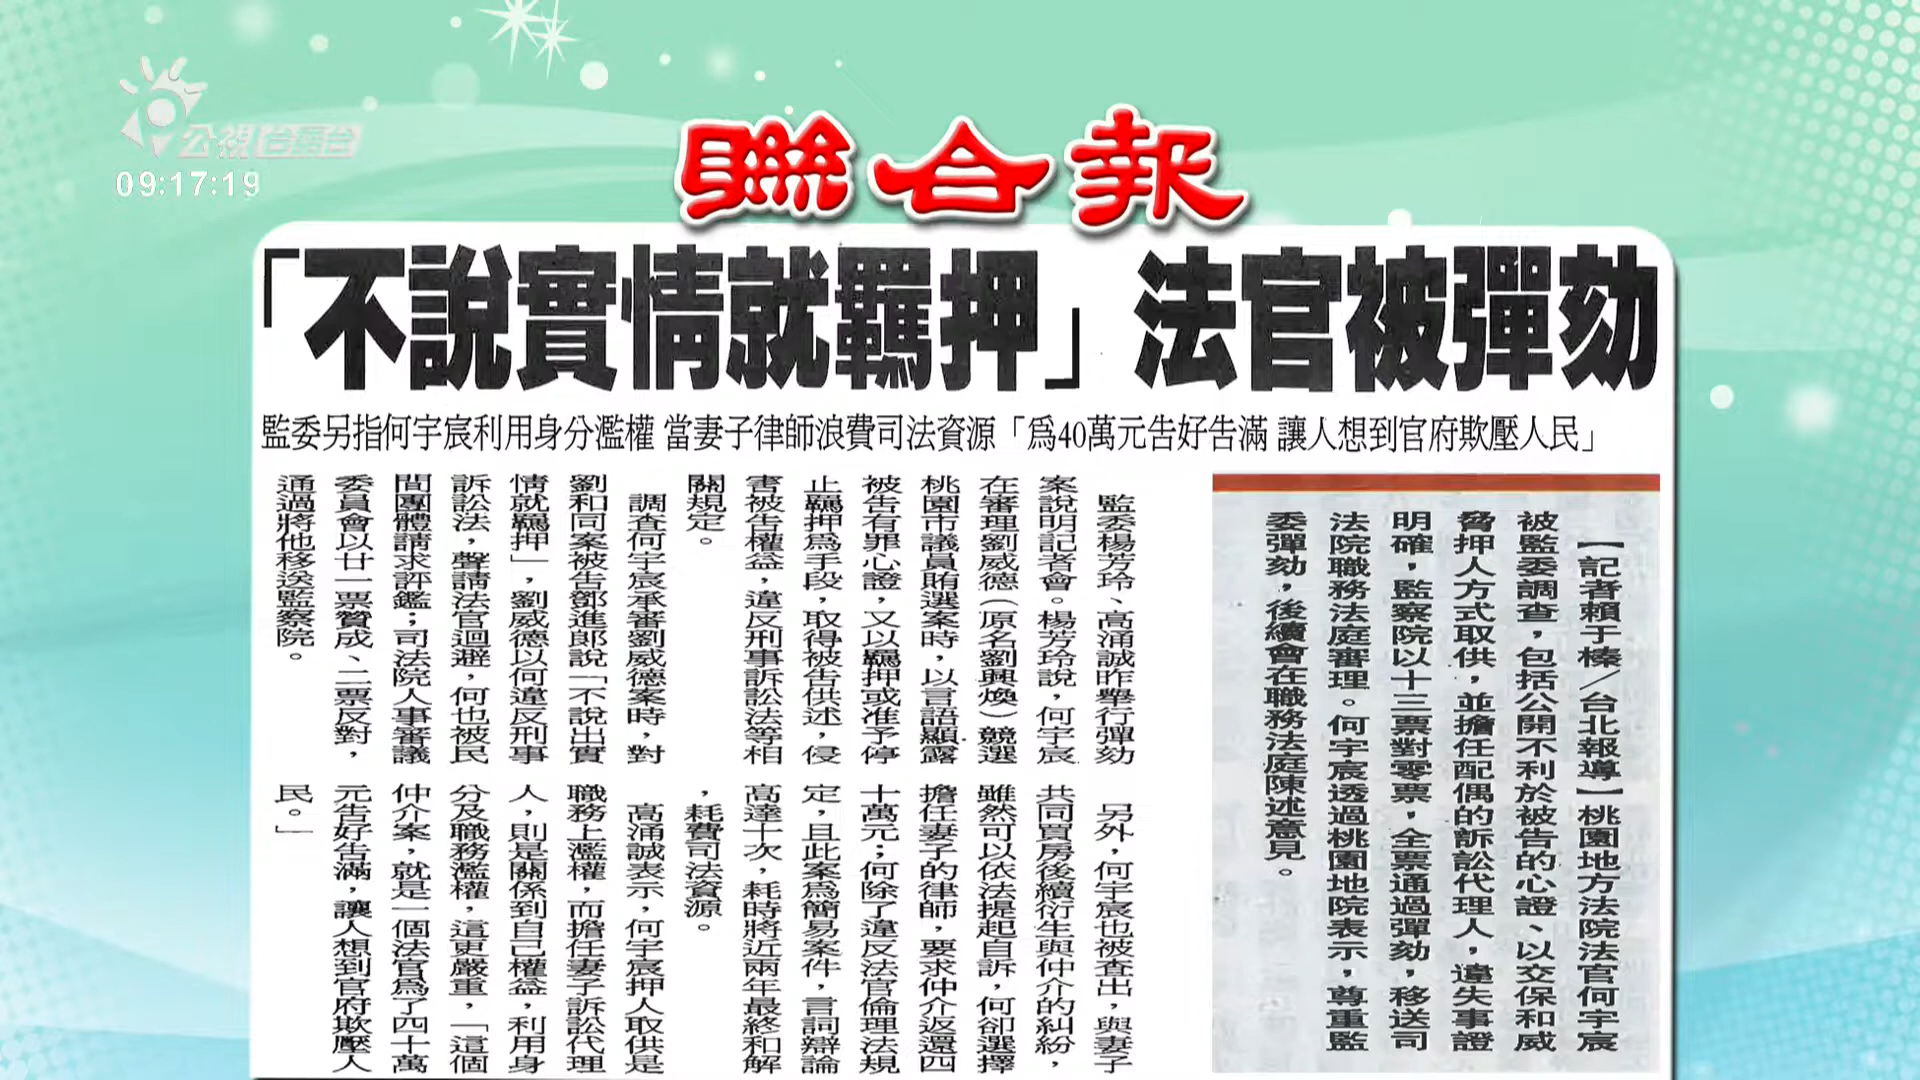 公視台語台
09:17:19
聯合報
「不說實情就羈押」法官被彈劾
監委另指何宇宸利用身分濫權 當妻子律師浪費司法資源「為40萬元告好告滿 讓人想到官府欺壓人民」
【記者賴于榛／台北報導】桃園地方法院法官何宇宸
被監委調查，包括公開不利於被告的心證、以交保和威
脅押人方式取供，並擔任配偶的訴訟代理人，違失事證
明確，監察院以十三票對零票，全票通過彈劾，移送司
法院職務法庭審理。何宇宸透過桃園地院表示，尊重監
委彈劾，後續會在職務法庭陳述意見。
監委楊芳玲、高涌誠昨舉行彈劾
案說明記者會。楊芳玲說，何宇宸
在審理劉威德（原名劉興煥）競選
桃園市議員賄選案時，以言語顯露
被告有罪心證，又以羈押或准予停
止羈押為手段，取得被告供述，侵
害被告權益，違反刑事訴訟法等相
關規定。
調查何宇宸承審劉威德案時，對
劉和同案被告鄧進郎說「不說出實
情就羈押」，劉威德以何違反刑事
訴訟法，聲請法官迴避，何也被民
間團體請求評鑑；司法院人事審議
委員會以廿一票贊成、二票反對，
通過將他移送監察院。
另外，何宇宸也被查出，與妻子
共同買房後續衍生與仲介的糾紛，
雖然可以依法提起自訴，何卻選擇
擔任妻子的律師，要求仲介返還四
十萬元；何除了違反法官倫理法規
定，且此案為簡易案件，言詞辯論
高達十次，耗時將近兩年最終和解
，耗費司法資源。
高涌誠表示，何宇宸押人取供是
職務上濫權，而擔任妻子訴訟代理
人，則是關係到自己權益，利用身
分及職務濫權，這更嚴重，「這個
仲介案，就是一個法官為了四十萬
元告好告滿，讓人想到官府欺壓人
民。」